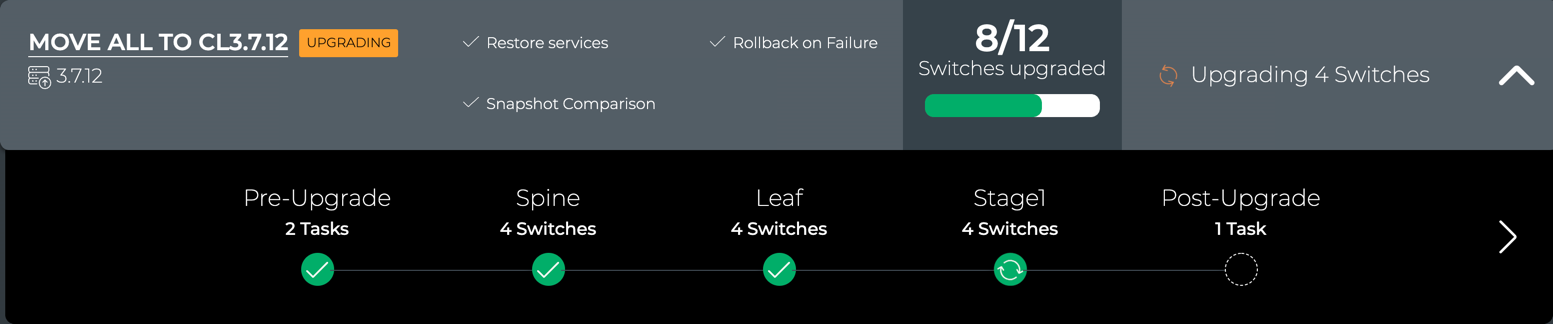 MOVE ALL TO CL3.7.12
UPGRADING
3.7.12
Restore services
Rollback on Failure
Snapshot Comparison
8/12
Switches upgraded
Upgrading 4 Switches
Pre-Upgrade
2 Tasks
Spine
4 Switches
Leaf
4 Switches
Stage1
4 Switches
Post-Upgrade
1 Task